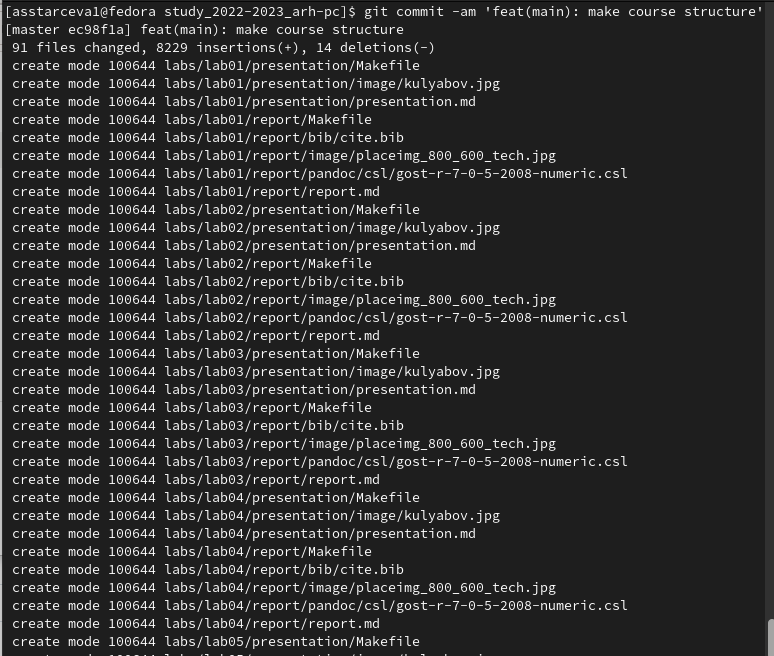 [asstarceva1@fedora study_2022-2023_arh-pc]$ git commit -am 'feat(main): make course structure'
[master ec98f1a] feat(main): make course structure
 91 files changed, 8229 insertions(+), 14 deletions(-)
 create mode 100644 labs/lab01/presentation/Makefile
 create mode 100644 labs/lab01/presentation/image/kulyabov.jpg
 create mode 100644 labs/lab01/presentation/presentation.md
 create mode 100644 labs/lab01/report/Makefile
 create mode 100644 labs/lab01/report/bib/cite.bib
 create mode 100644 labs/lab01/report/image/placeimg_800_600_tech.jpg
 create mode 100644 labs/lab01/report/pandoc/csl/gost-r-7-0-5-2008-numeric.csl
 create mode 100644 labs/lab01/report/report.md
 create mode 100644 labs/lab02/presentation/Makefile
 create mode 100644 labs/lab02/presentation/image/kulyabov.jpg
 create mode 100644 labs/lab02/presentation/presentation.md
 create mode 100644 labs/lab02/report/Makefile
 create mode 100644 labs/lab02/report/bib/cite.bib
 create mode 100644 labs/lab02/report/image/placeimg_800_600_tech.jpg
 create mode 100644 labs/lab02/report/pandoc/csl/gost-r-7-0-5-2008-numeric.csl
 create mode 100644 labs/lab02/report/report.md
 create mode 100644 labs/lab03/presentation/Makefile
 create mode 100644 labs/lab03/presentation/image/kulyabov.jpg
 create mode 100644 labs/lab03/presentation/presentation.md
 create mode 100644 labs/lab03/report/Makefile
 create mode 100644 labs/lab03/report/bib/cite.bib
 create mode 100644 labs/lab03/report/image/placeimg_800_600_tech.jpg
 create mode 100644 labs/lab03/report/pandoc/csl/gost-r-7-0-5-2008-numeric.csl
 create mode 100644 labs/lab03/report/report.md
 create mode 100644 labs/lab04/presentation/Makefile
 create mode 100644 labs/lab04/presentation/image/kulyabov.jpg
 create mode 100644 labs/lab04/presentation/presentation.md
 create mode 100644 labs/lab04/report/Makefile
 create mode 100644 labs/lab04/report/bib/cite.bib
 create mode 100644 labs/lab04/report/image/placeimg_800_600_tech.jpg
 create mode 100644 labs/lab04/report/pandoc/csl/gost-r-7-0-5-2008-numeric.csl
 create mode 100644 labs/lab04/report/report.md
 create mode 100644 labs/lab05/presentation/Makefile